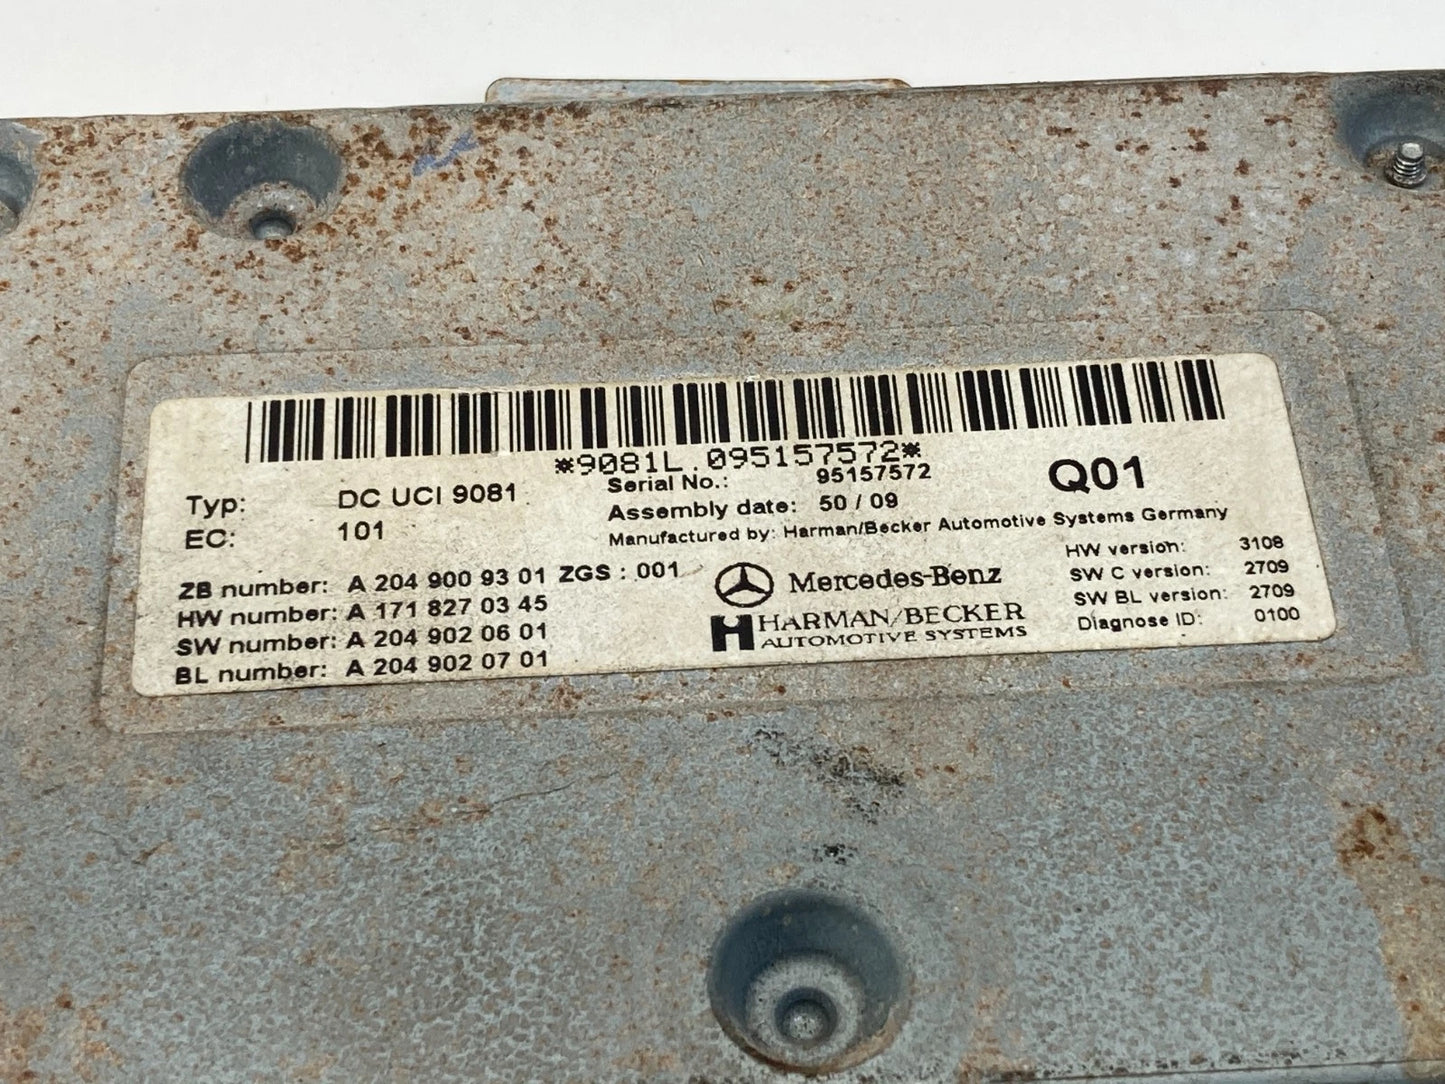 *9081L.095157572*
Typ: DC UCI 9081
EC: 101
Serial No.: 95157572
Assembly date: 50 / 09
Q01
Manufactured by: Harman/Becker Automotive Systems Germany
ZB number: A 204 900 93 01 ZGS : 001
HW number: A 171 827 03 45
SW number: A 204 902 06 01
BL number: A 204 902 07 01
Mercedes-Benz
HARMAN/BECKER
AUTOMOTIVE SYSTEMS
HW version: 3108
SW C version: 2709
SW BL version: 2709
Diagnose ID: 0100